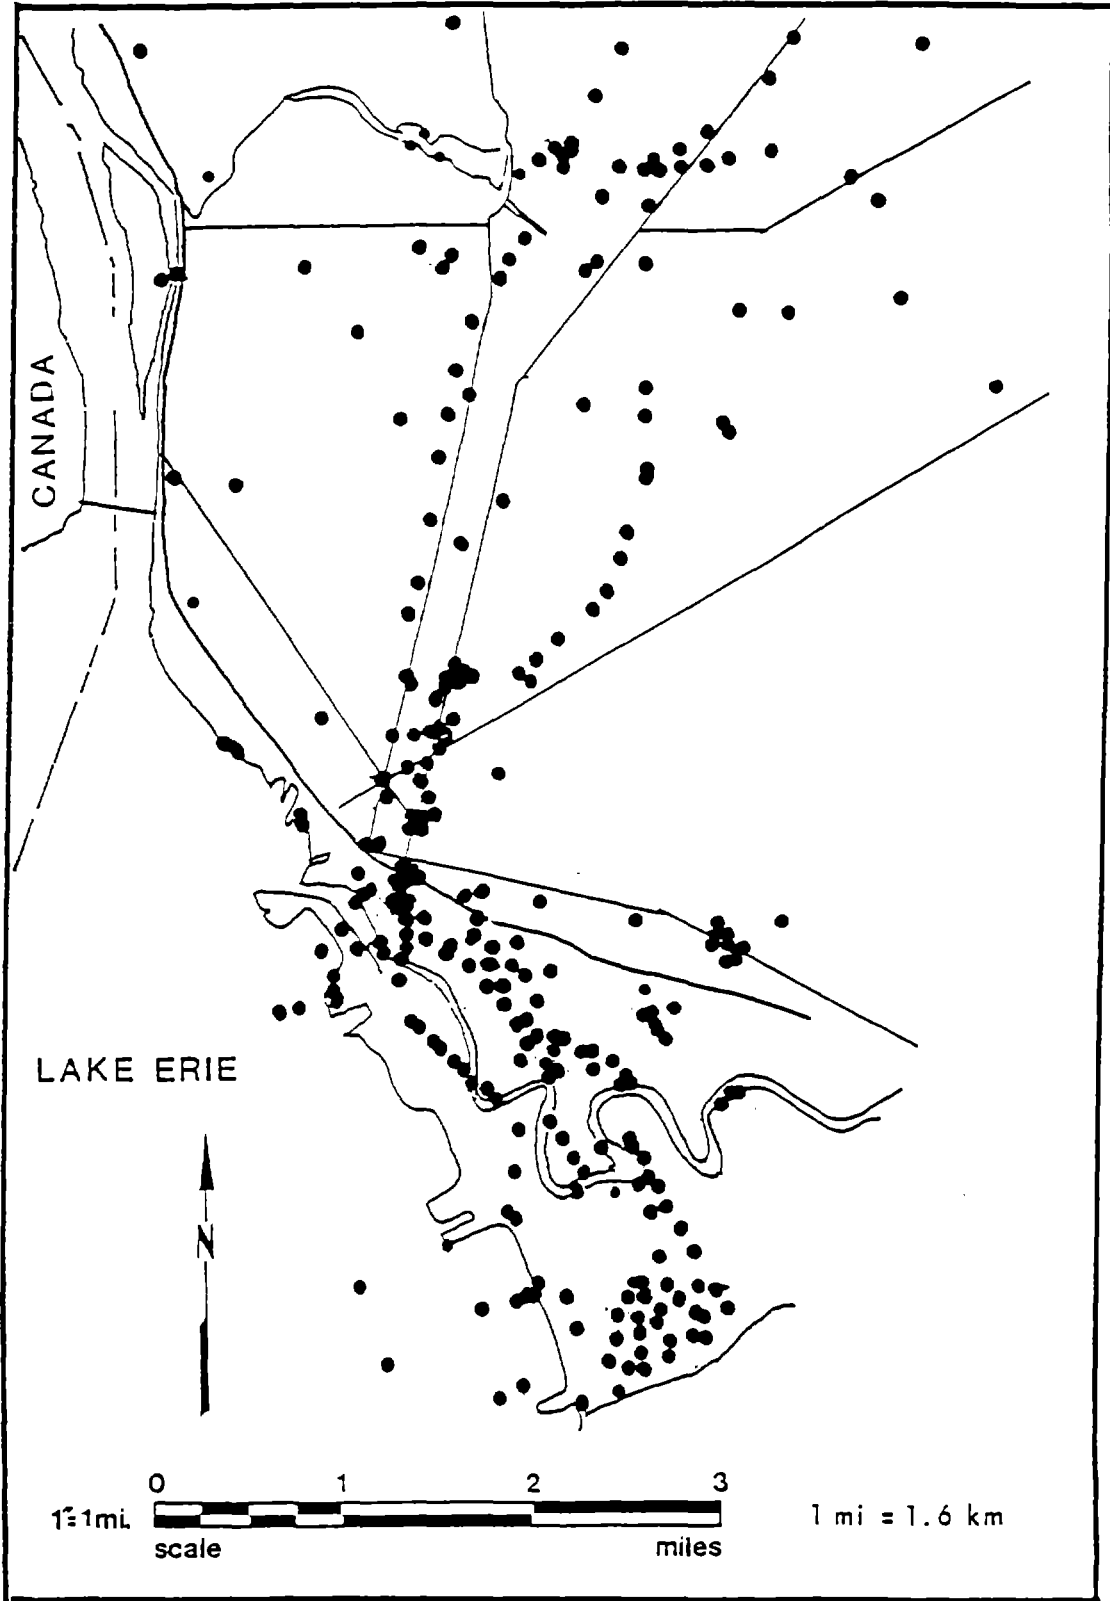 CANADA
LAKE ERIE
N
0 1 2 3
1"=1mi.
1 mi = 1.6 km
scale miles